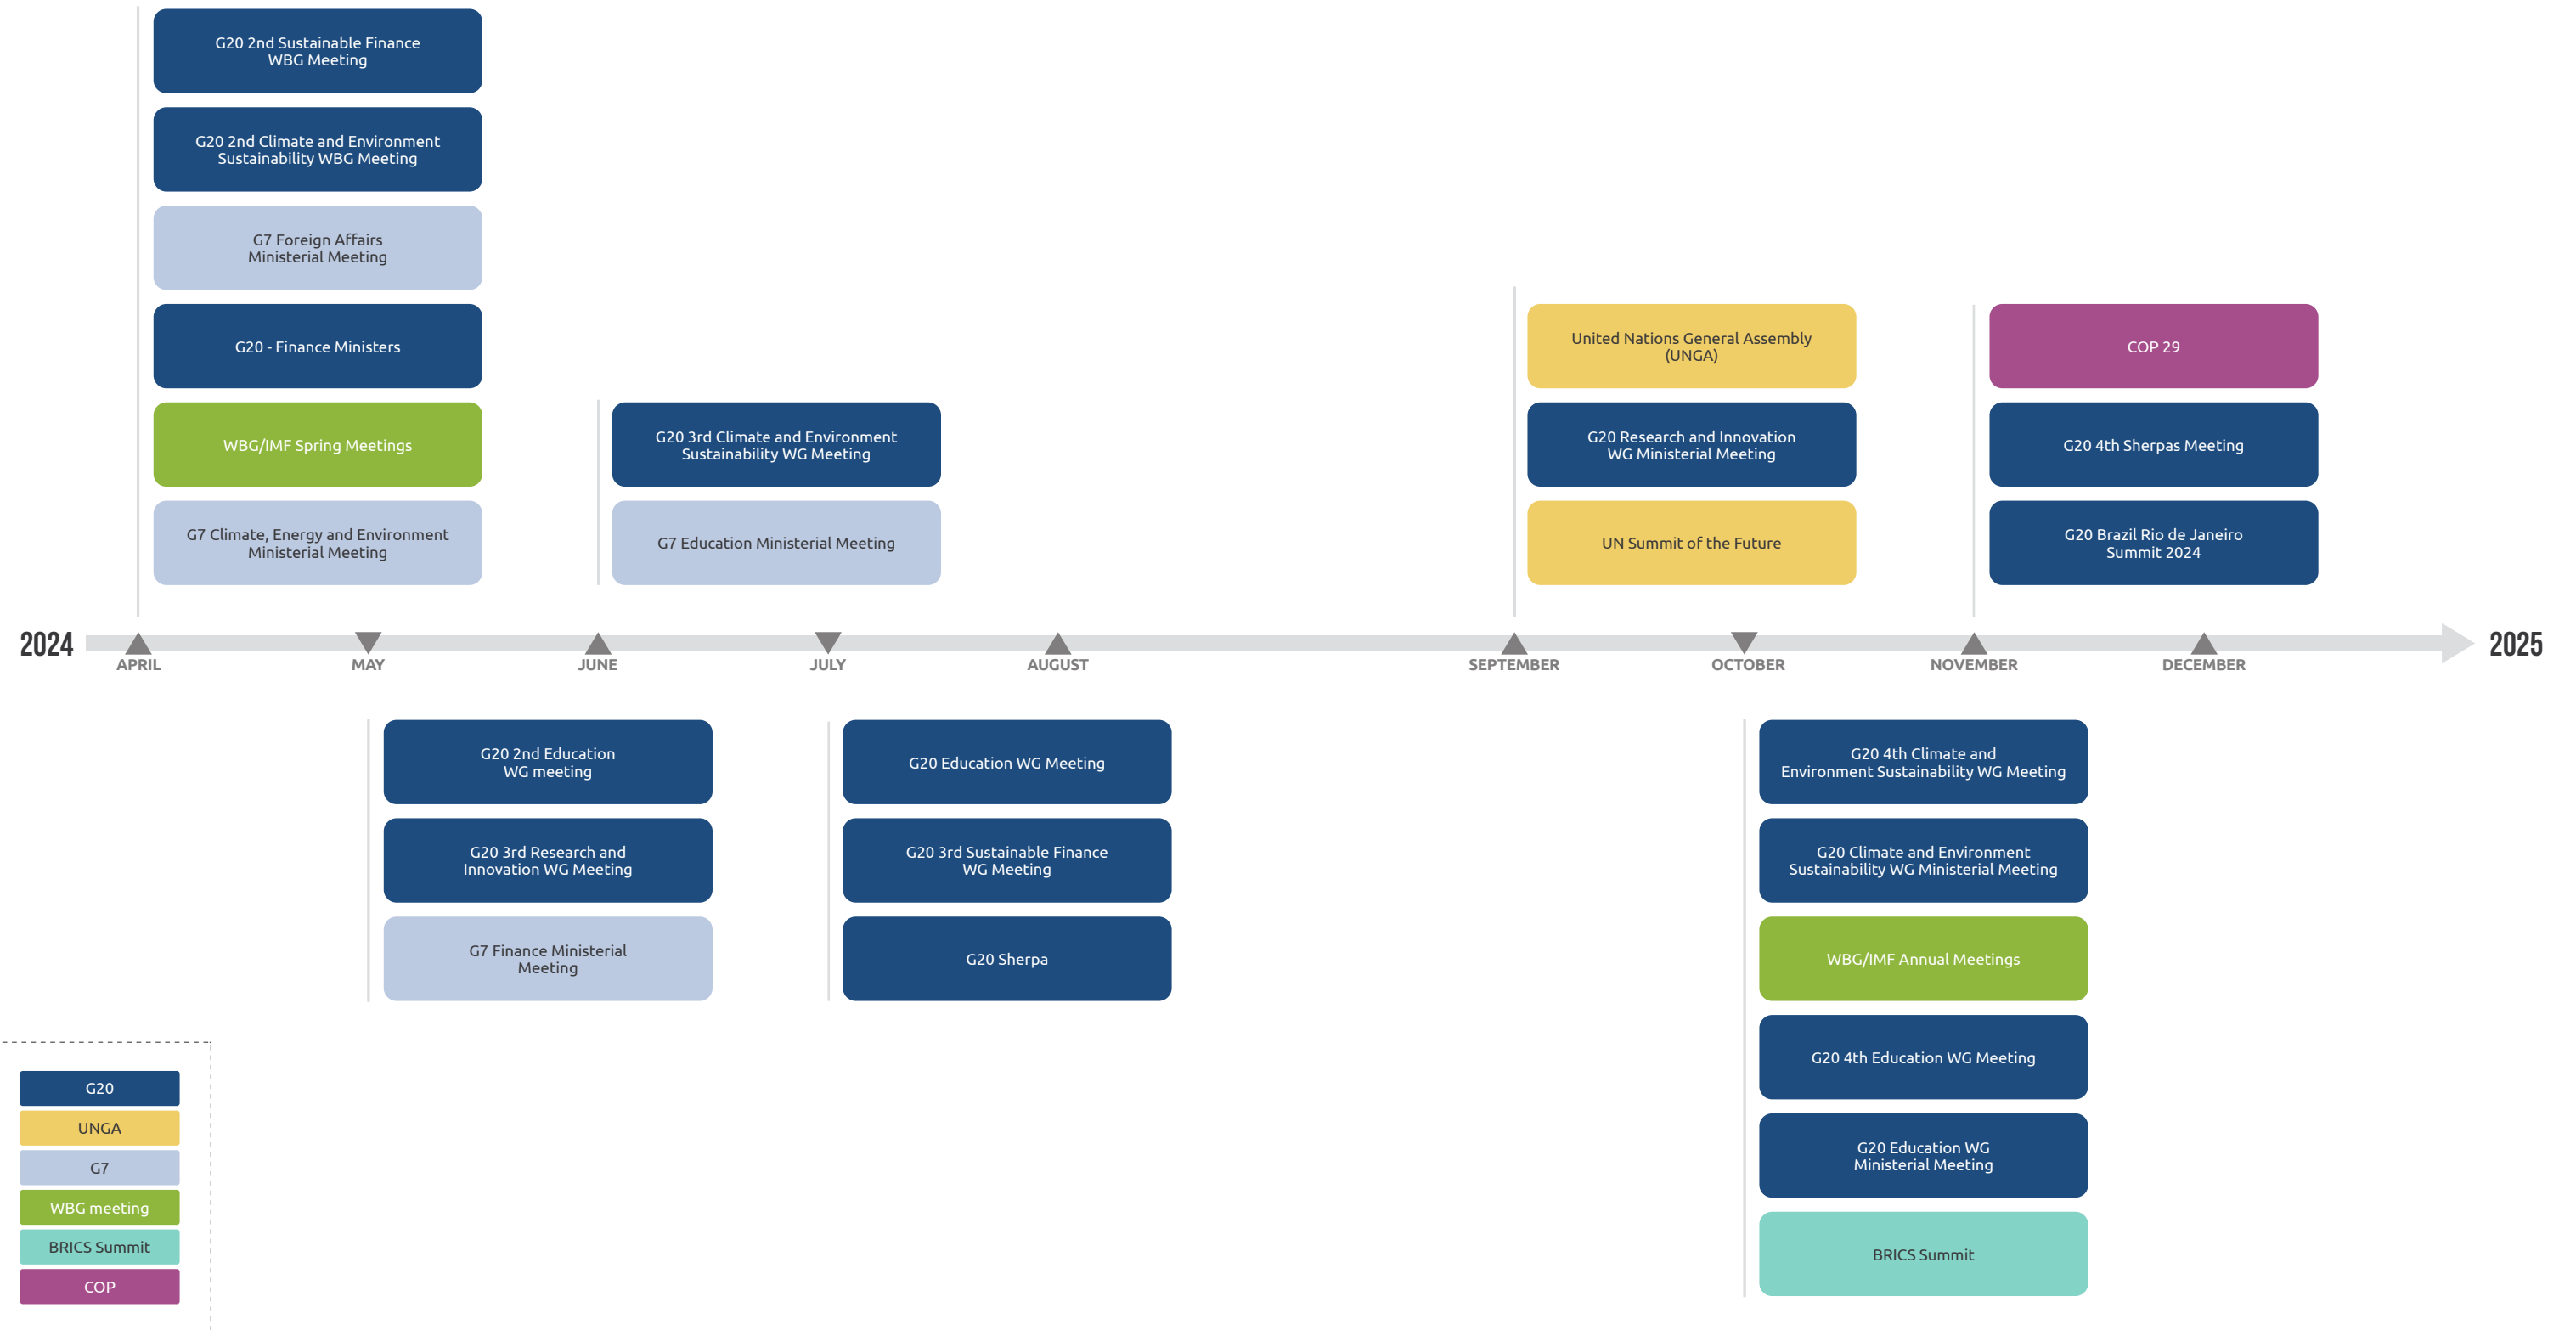 G20 2nd Sustainable Finance
WBG Meeting
G20 2nd Climate and Environment
Sustainability WBG Meeting
G7 Foreign Affairs
Ministerial Meeting
G20 - Finance Ministers
WBG/IMF Spring Meetings
G7 Climate, Energy and Environment
Ministerial Meeting
G20 3rd Climate and Environment
Sustainability WG Meeting
G7 Education Ministerial Meeting
United Nations General Assembly
(UNGA)
G20 Research and Innovation
WG Ministerial Meeting
UN Summit of the Future
COP 29
G20 4th Sherpas Meeting
G20 Brazil Rio de Janeiro
Summit 2024
2024
APRIL
MAY
JUNE
JULY
AUGUST
SEPTEMBER
OCTOBER
NOVEMBER
DECEMBER
2025
G20 2nd Education
WG meeting
G20 3rd Research and
Innovation WG Meeting
G7 Finance Ministerial
Meeting
G20 Education WG Meeting
G20 3rd Sustainable Finance
WG Meeting
G20 Sherpa
G20 4th Climate and
Environment Sustainability WG Meeting
G20 Climate and Environment
Sustainability WG Ministerial Meeting
WBG/IMF Annual Meetings
G20 4th Education WG Meeting
G20 Education WG
Ministerial Meeting
BRICS Summit
G20
UNGA
G7
WBG meeting
BRICS Summit
COP